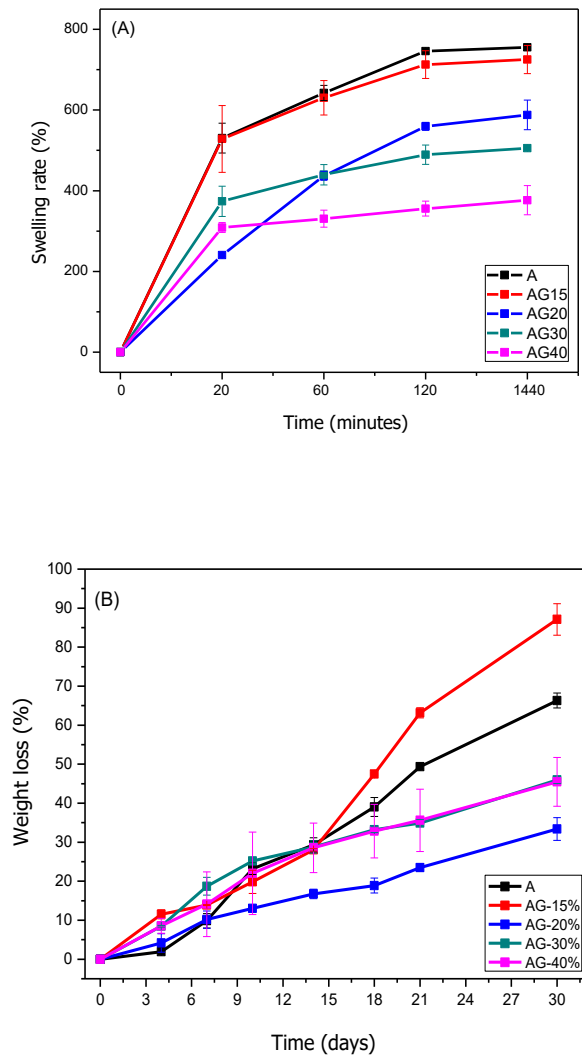 (A)
800
600
400
200
0
Swelling rate (%)
A
AG15
AG20
AG30
AG40
0 20 60 120 1440
Time (minutes)
(B)
100
90
80
70
60
50
40
30
20
10
0
Weight loss (%)
A
AG-15%
AG-20%
AG-30%
AG-40%
0 3 6 9 12 15 18 21 24 27 30
Time (days)